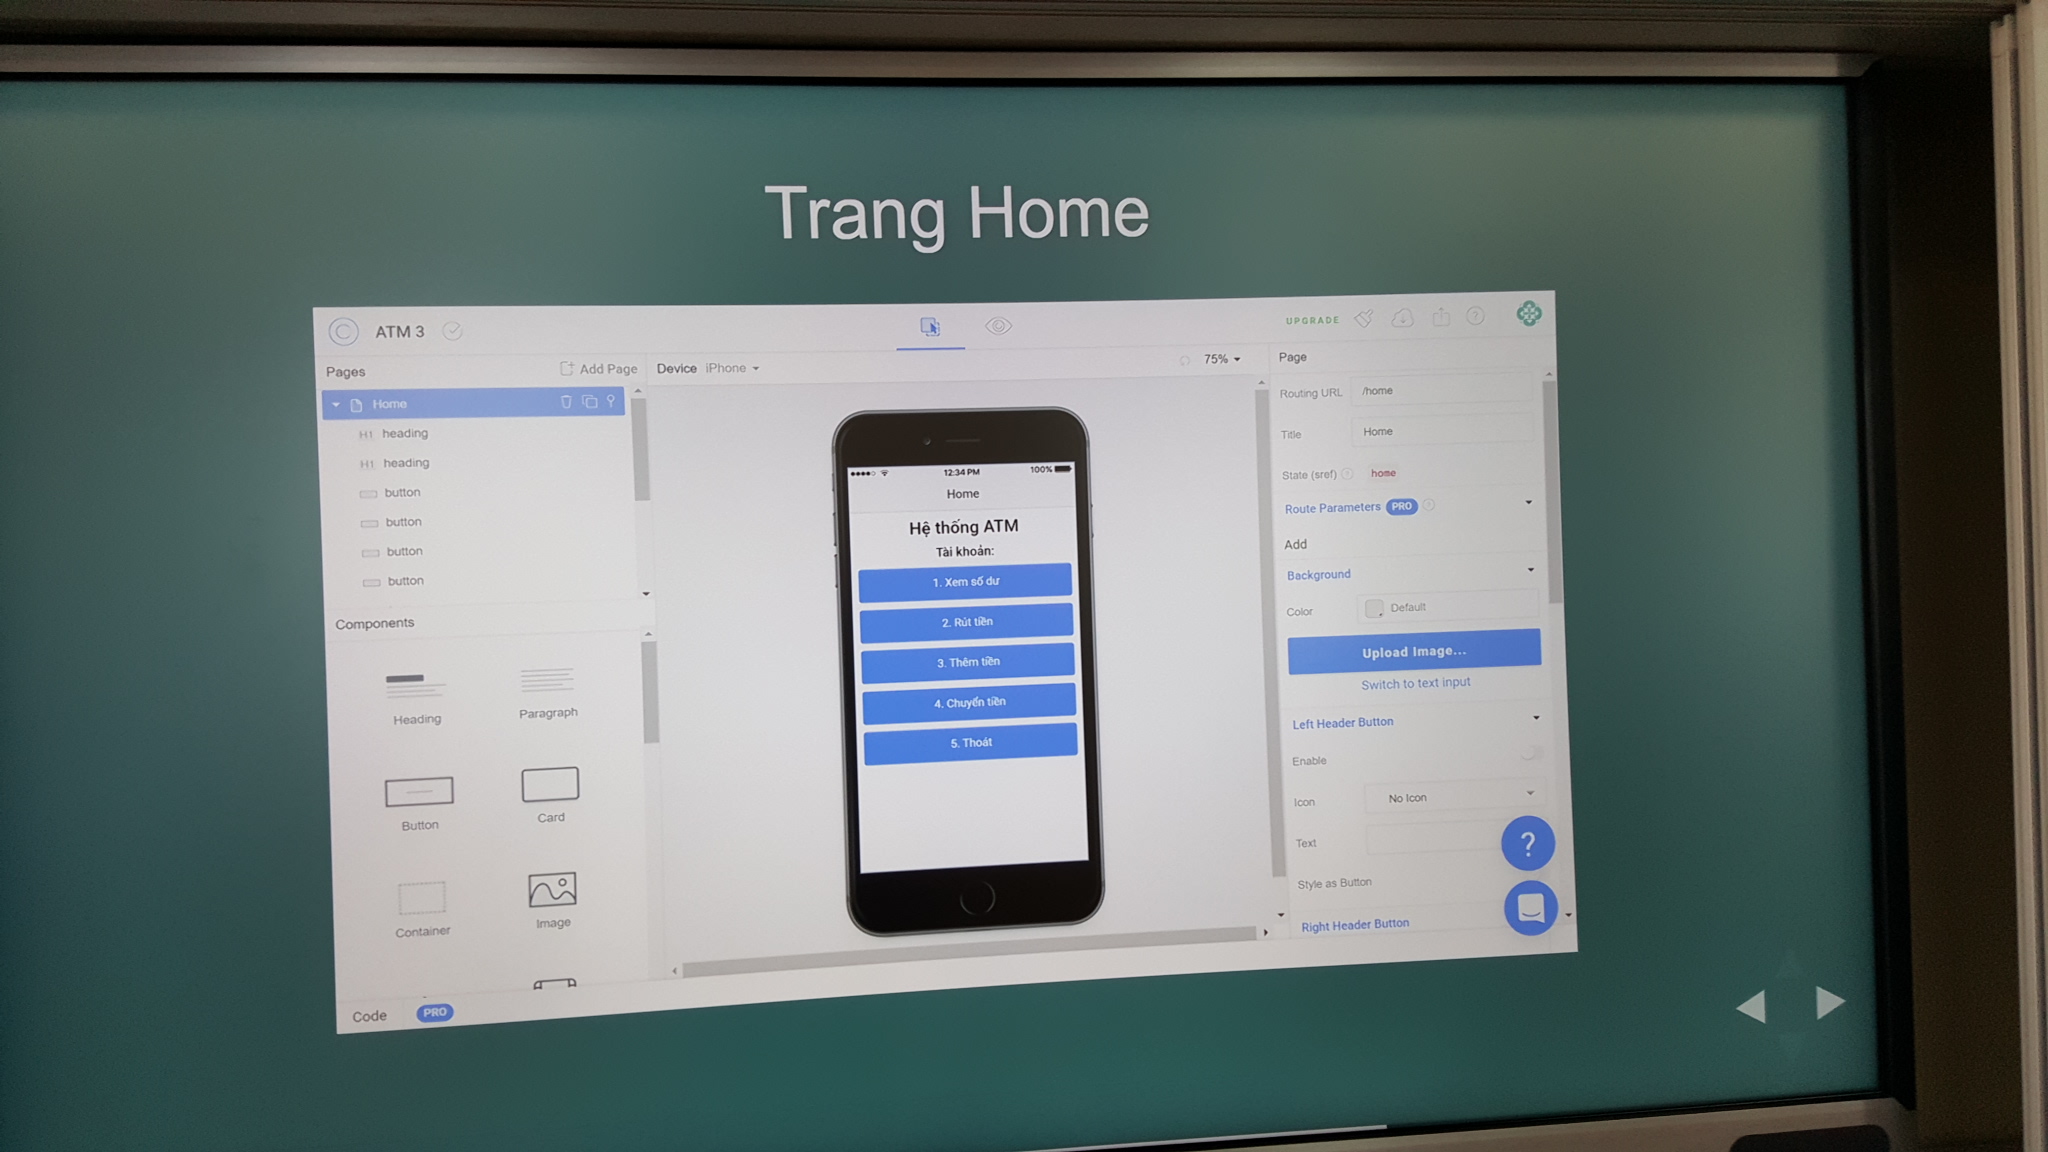 Trang Home
ATM 3
UPGRADE
Pages
Add Page
Home
H1 heading
H1 heading
button
button
button
button
Components
Heading
Paragraph
Button
Card
Container
Image
Code
PRO
Device iPhone
75%
12:34 PM
100%
Home
Hệ thống ATM
Tài khoản:
1. Xem số dư
2. Rút tiền
3. Thêm tiền
4. Chuyển tiền
5. Thoát
Page
Routing URL
/home
Title
Home
State (sref)
home
Route Parameters PRO
Add
Background
Color
Default
Upload Image...
Switch to text input
Left Header Button
Enable
Icon
No Icon
Text
Style as Button
Right Header Button